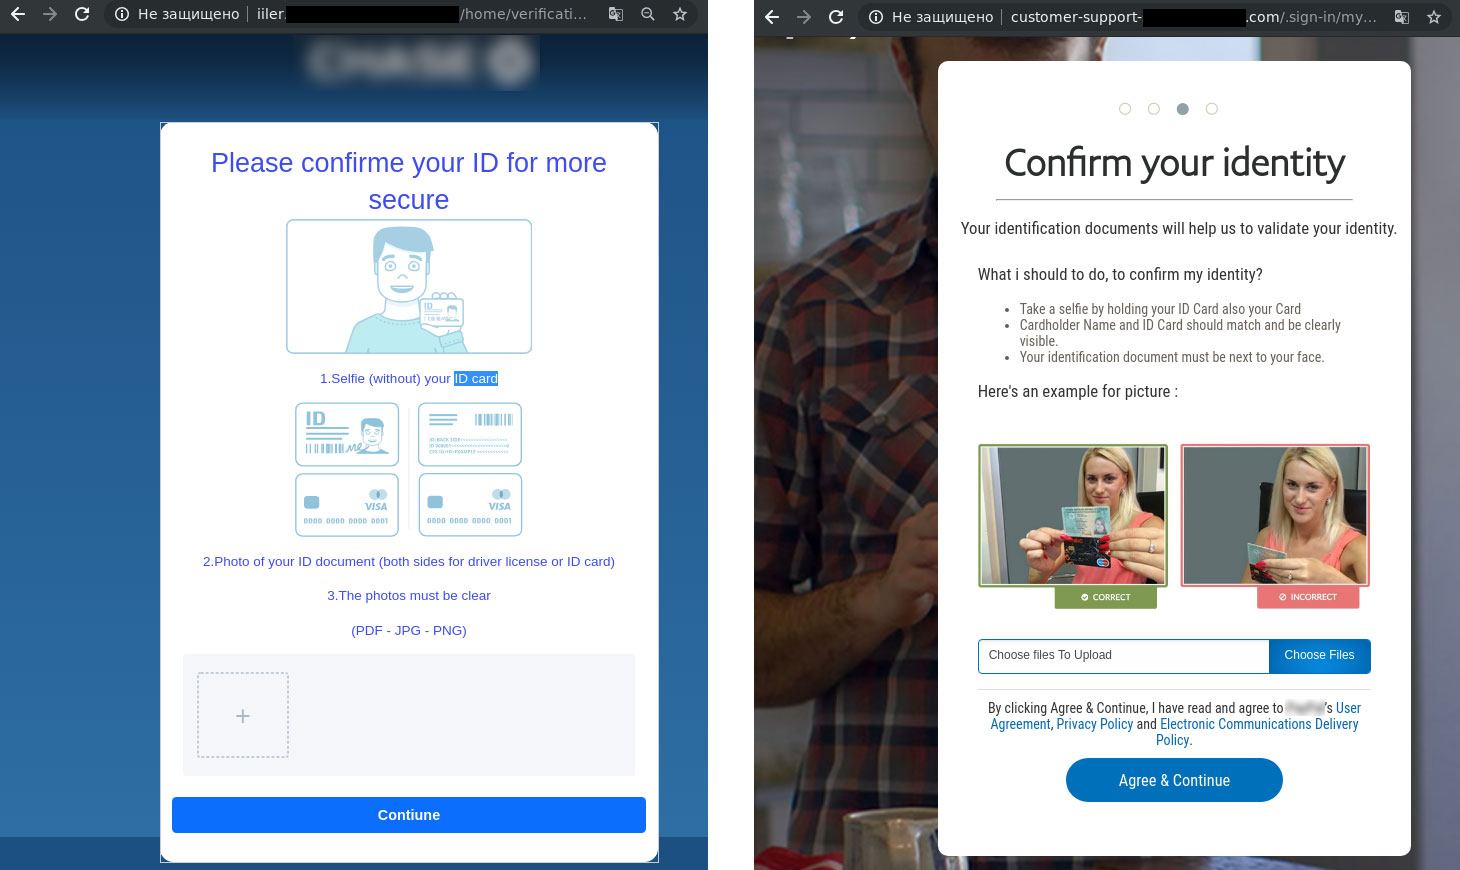 Не защищено
iiler.
/home/verificati...
CHASE
Please confirme your ID for more
secure
ID
1.Selfie (without) your ID card
ID
VISA
0000 0000 0000 0001
VISA
0000 0000 0000 0001
2.Photo of your ID document (both sides for driver license or ID card)
3.The photos must be clear
(PDF - JPG - PNG)
+
Contiune
Не защищено
customer-support-
.com/.sign-in/my...
Confirm your identity
Your identification documents will help us to validate your identity.
What i should to do, to confirm my identity?
• Take a selfie by holding your ID Card also your Card
• Cardholder Name and ID Card should match and be clearly
visible.
• Your identification document must be next to your face.
Here's an example for picture :
CORRECT
INCORRECT
Choose files To Upload
Choose Files
By clicking Agree & Continue, I have read and agree to 's User
Agreement, Privacy Policy and Electronic Communications Delivery
Policy.
Agree & Continue